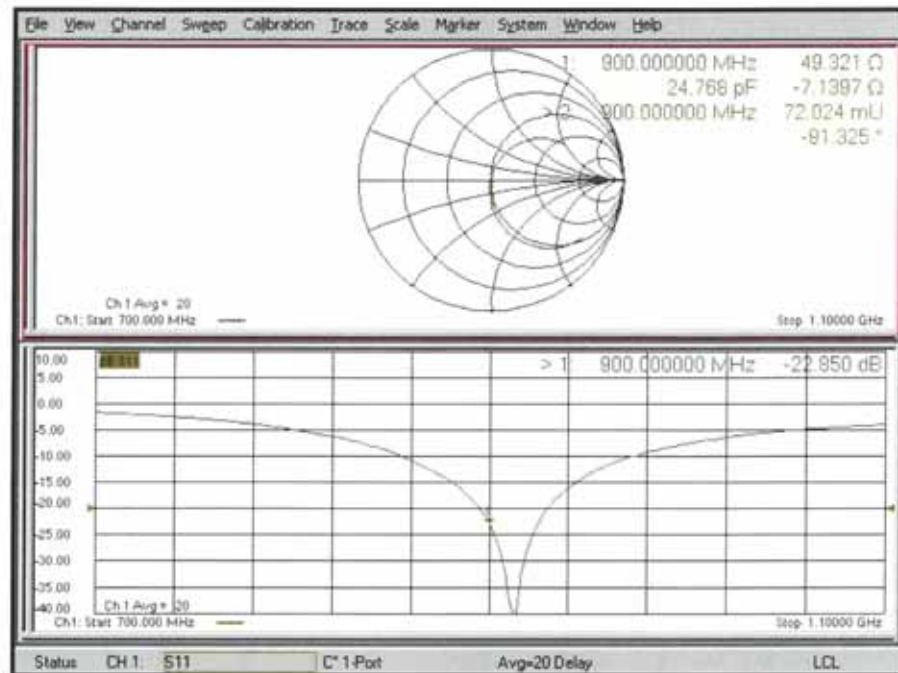 File View Channel Sweep Calibration Trace Scale Marker System Window Help
1: 900.000000 MHz 49.321 Ω
24.768 pF -7.1397 Ω
> 2: 900.000000 MHz 72.024 mU
-91.325 °
Ch 1 Avg = 20
Ch1: Start 700.000 MHz
Stop 1.10000 GHz
10.00
5.00
0.00
-5.00
-10.00
-15.00
-20.00
-25.00
-30.00
-35.00
-40.00
> 1: 900.000000 MHz -22.850 dB
Ch 1 Avg = 20
Ch1: Start 700.000 MHz
Stop 1.10000 GHz
Status CH 1: S11 C* 1-Port Avg=20 Delay LCL